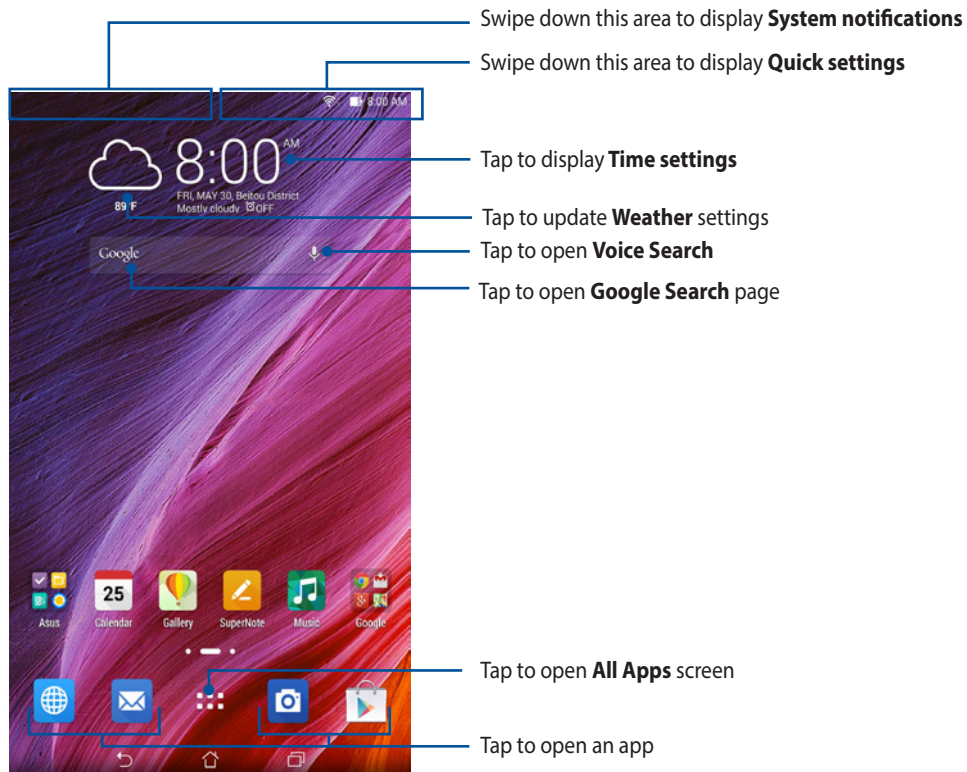 Swipe down this area to display System notifications
Swipe down this area to display Quick settings
8:00 AM
8:00 AM
Tap to display Time settings
FRI, MAY 30, Beitou District
89°F
Mostly cloudy OFF
Tap to update Weather settings
Google
Tap to open Voice Search
Tap to open Google Search page
25
Asus
Calendar
Gallery
SuperNote
Music
Google
Tap to open All Apps screen
Tap to open an app